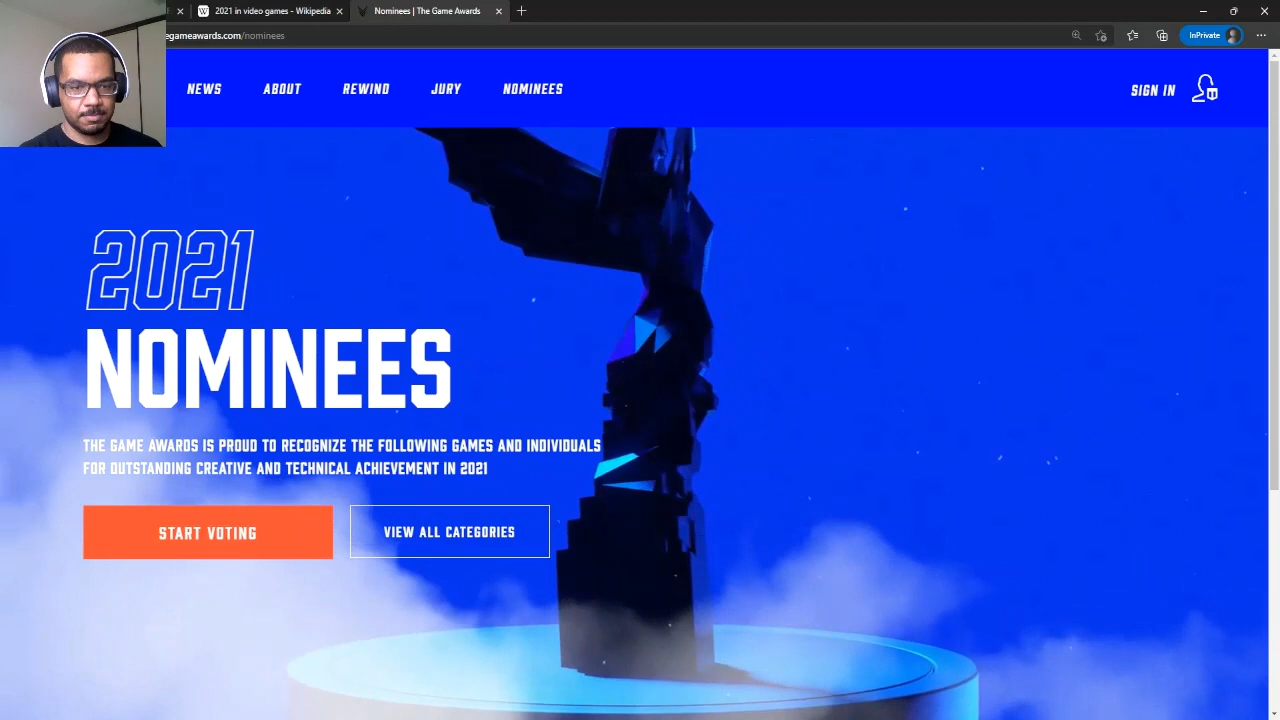 2021 in video games - Wikipedia
Nominees | The Game Awards
egameawards.com/nominees
InPrivate
NEWS
ABOUT
REWIND
JURY
NOMINEES
SIGN IN
2021
NOMINEES
THE GAME AWARDS IS PROUD TO RECOGNIZE THE FOLLOWING GAMES AND INDIVIDUALS
FOR OUTSTANDING CREATIVE AND TECHNICAL ACHIEVEMENT IN 2021
START VOTING
VIEW ALL CATEGORIES